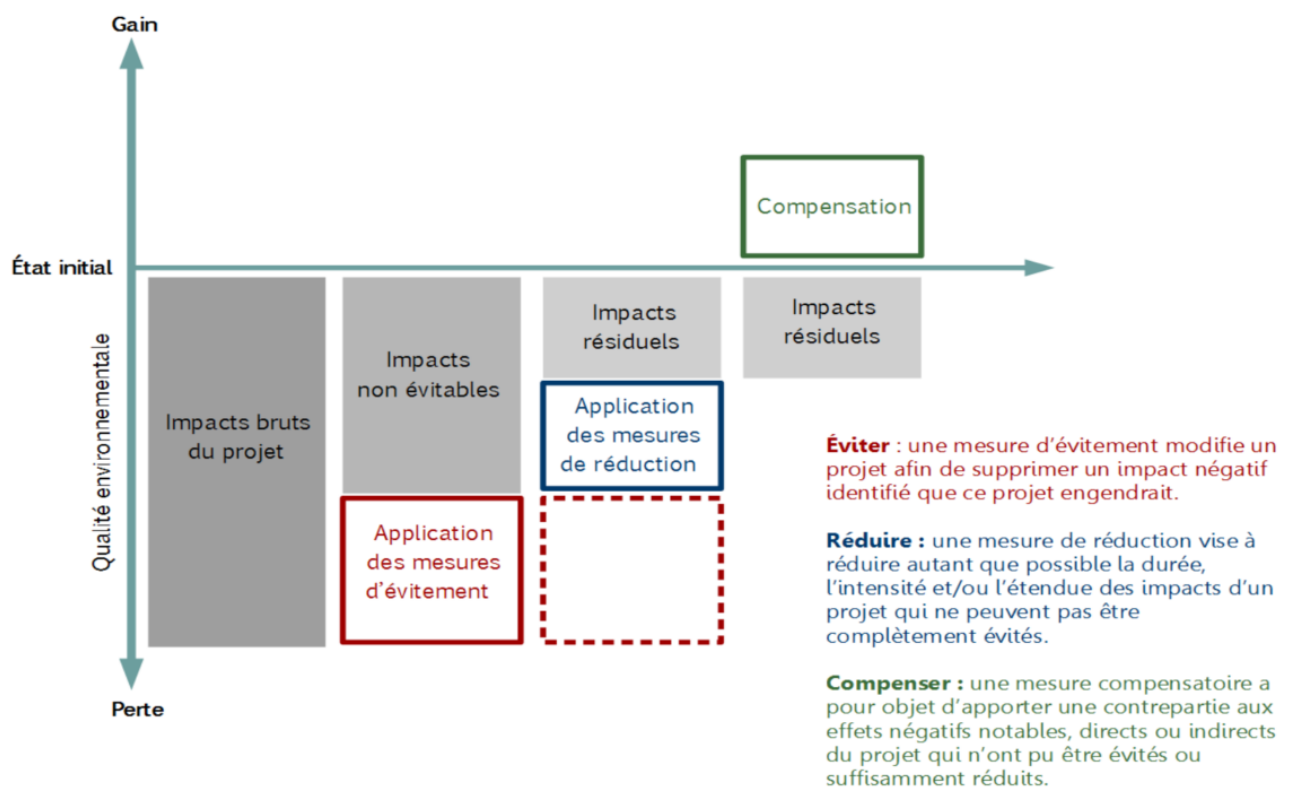 Gain
Compensation
État initial
Qualité environnementale
Impacts bruts
du projet
Impacts
non évitables
Application
des mesures
d'évitement
Impacts
résiduels
Application
des mesures
de réduction
Impacts
résiduels
Perte
Éviter : une mesure d'évitement modifie un
projet afin de supprimer un impact négatif
identifié que ce projet engendrait.
Réduire : une mesure de réduction vise à
réduire autant que possible la durée,
l'intensité et/ou l'étendue des impacts d'un
projet qui ne peuvent pas être
complètement évités.
Compenser : une mesure compensatoire a
pour objet d'apporter une contrepartie aux
effets négatifs notables, directs ou indirects
du projet qui n'ont pu être évités ou
suffisamment réduits.